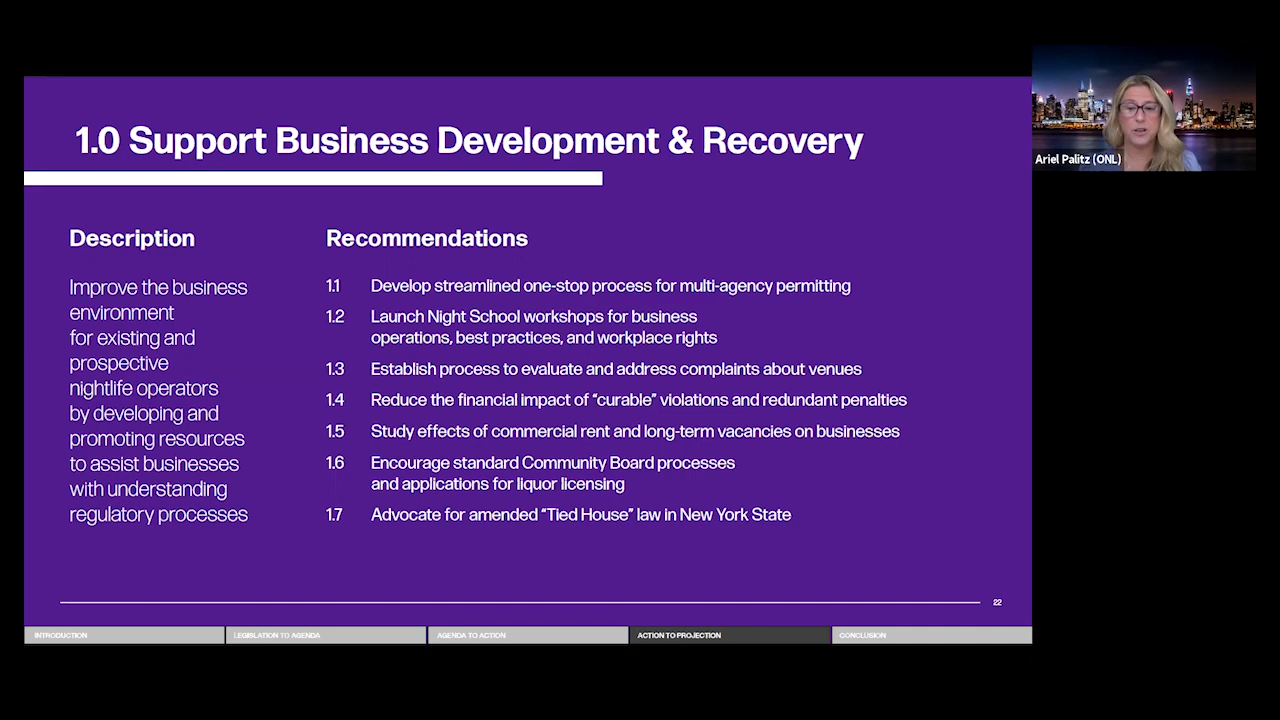 1.0 Support Business Development & Recovery
Description
Improve the business
environment
for existing and
prospective
nightlife operators
by developing and
promoting resources
to assist businesses
with understanding
regulatory processes
Recommendations
1.1 Develop streamlined one-stop process for multi-agency permitting
1.2 Launch Night School workshops for business
operations, best practices, and workplace rights
1.3 Establish process to evaluate and address complaints about venues
1.4 Reduce the financial impact of “curable” violations and redundant penalties
1.5 Study effects of commercial rent and long-term vacancies on businesses
1.6 Encourage standard Community Board processes
and applications for liquor licensing
1.7 Advocate for amended “Tied House” law in New York State
22
INTRODUCTION
LEGISLATION TO AGENDA
AGENDA TO ACTION
ACTION TO PROJECTION
CONCLUSION
Ariel Palitz (ONL)